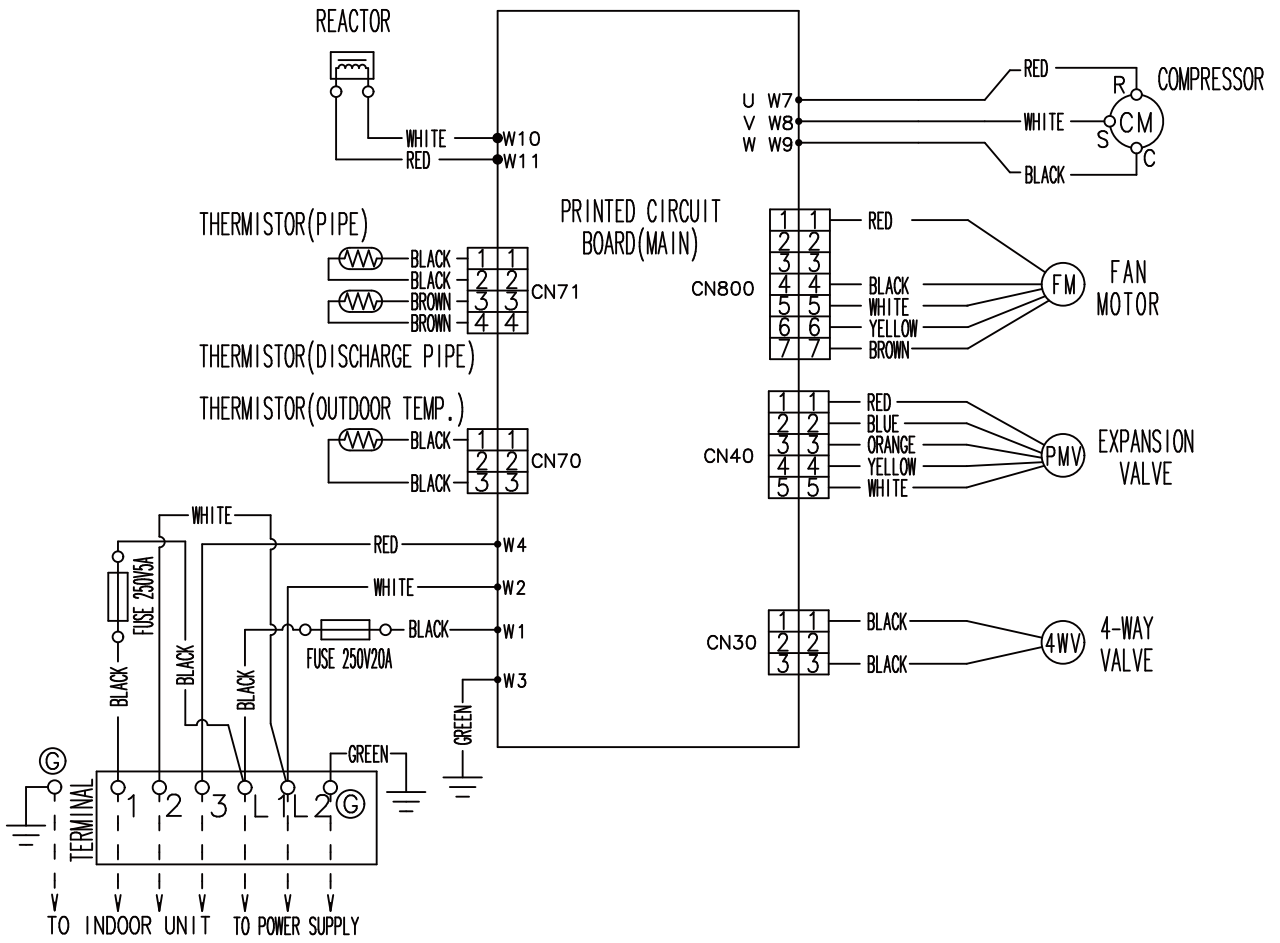 REACTOR
WHITE W10
RED W11
U W7
V W8
W W9
RED
WHITE
BLACK
R
S
C
CM
COMPRESSOR
PRINTED CIRCUIT
BOARD(MAIN)
THERMISTOR(PIPE)
BLACK 1 1
BLACK 2 2
BROWN 3 3
BROWN 4 4
CN71
THERMISTOR(DISCHARGE PIPE)
THERMISTOR(OUTDOOR TEMP.)
BLACK 1 1
2 2
BLACK 3 3
CN70
CN800
1 1 RED
2 2
3 3
4 4 BLACK
5 5 WHITE
6 6 YELLOW
7 7 BROWN
FM
FAN
MOTOR
CN40
1 1 RED
2 2 BLUE
3 3 ORANGE
4 4 YELLOW
5 5 WHITE
PMV
EXPANSION
VALVE
CN30
1 1 BLACK
2 2
3 3 BLACK
4WV
4-WAY
VALVE
WHITE
RED W4
WHITE W2
BLACK W1
FUSE 250V20A
W3
GREEN
FUSE 250V5A
BLACK
BLACK
BLACK
GREEN
G
TERMINAL
1 2 3 L1 L2 G
TO INDOOR UNIT
TO POWER SUPPLY